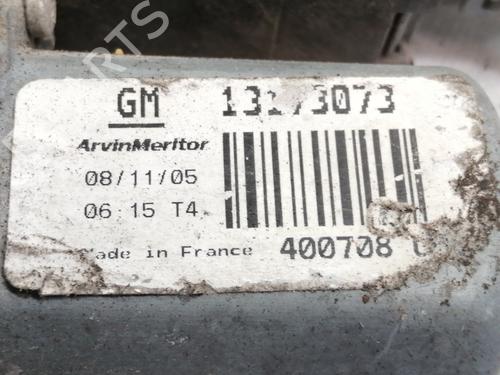 GM
ArvinMeritor
08/11/05
06 15 T4
Made in France 400708